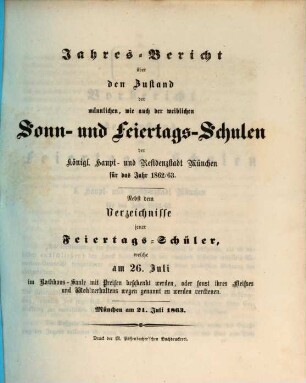 Jahres-Bericht
über
den Zustand
der
männlichen, wie auch der weiblichen
Sonn- und Feiertags-Schulen
der
Königl. Haupt- und Residenzstadt München
für das Jahr 1862/63.
Nebst dem
Verzeichnisse
jener
Feiertags-Schüler,
welche
am 26. Juli
im Rathhaus-Saale mit Preisen beschenkt werden, oder sonst ihres Fleißes
und Wohlverhaltens wegen genannt zu werden verdienen.
München am 21. Juli 1863.
Druck der M. Pössenbacher'schen Buchdruckerei.